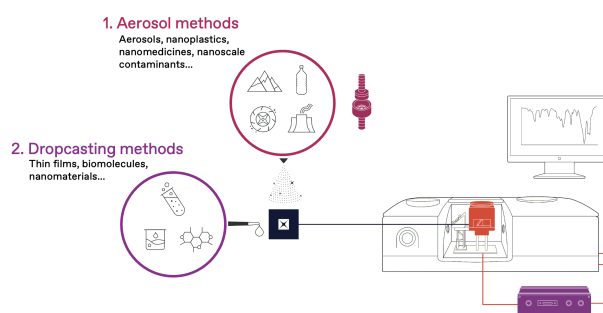 1. Aerosol methods
Aerosols, nanoplastics,
nanomedicines, nanoscale
contaminants...
2. Dropcasting methods
Thin films, biomolecules,
nanomaterials...